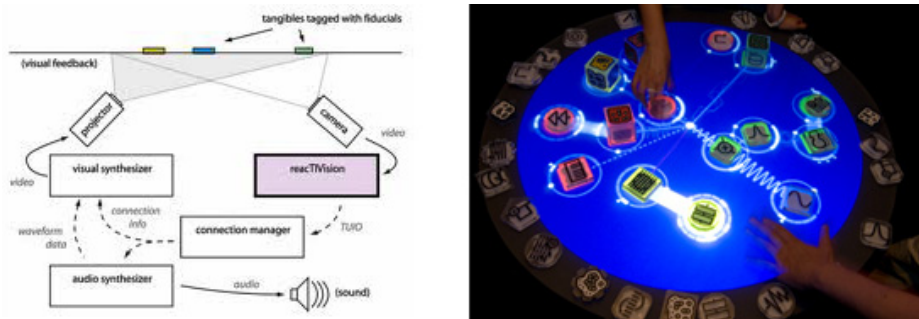 tangibles tagged with fiducials
(visual feedback)
projector
camera
video
video
visual synthesizer
reacTIVision
connection
info
waveform
data
connection manager
TUIO
audio synthesizer
audio
(sound)